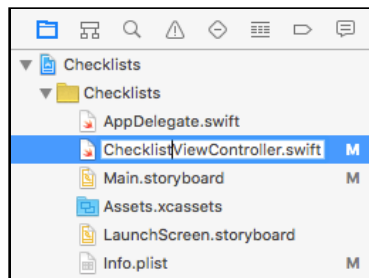 Checklists
Checklists
AppDelegate.swift
ChecklistViewController.swift M
Main.storyboard M
Assets.xcassets
LaunchScreen.storyboard
Info.plist M